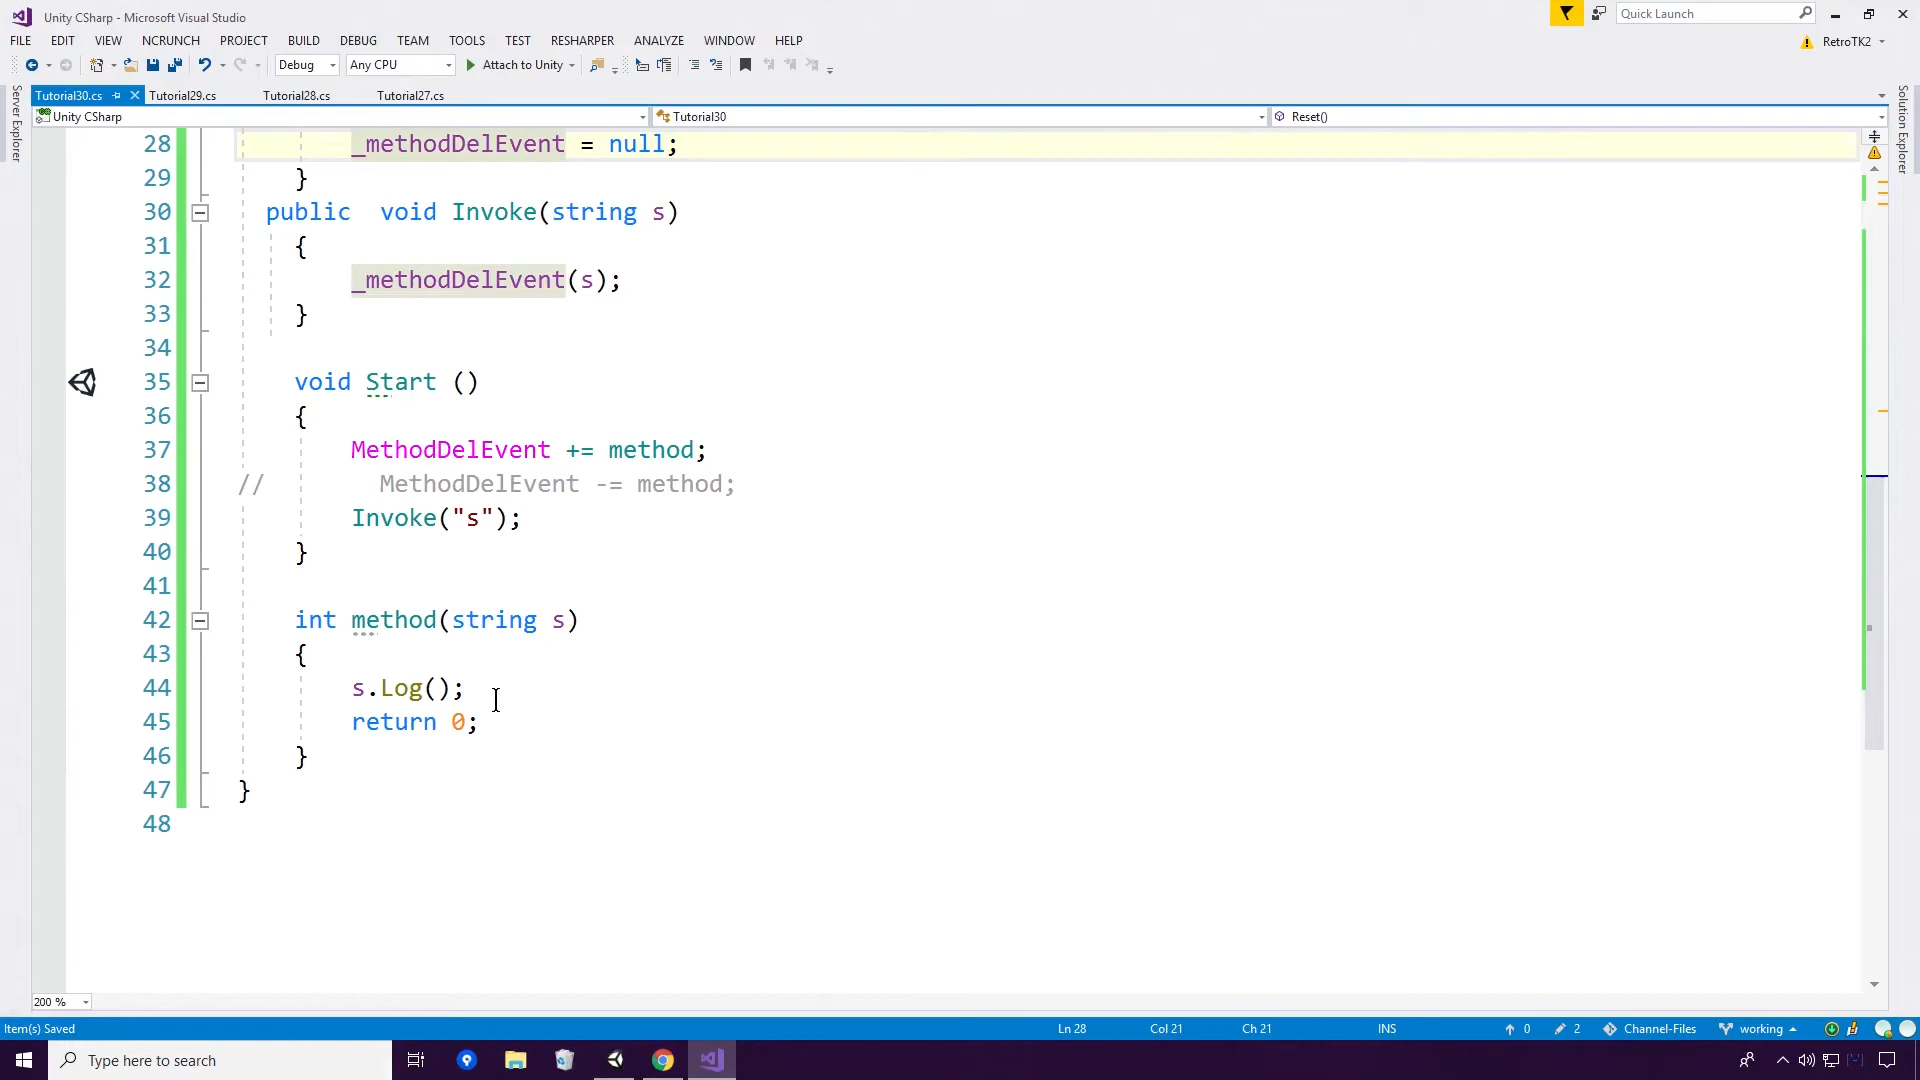 Unity CSharp - Microsoft Visual Studio
Quick Launch
FILE EDIT VIEW NCRUNCH PROJECT BUILD DEBUG TEAM TOOLS TEST RESHARPER ANALYZE WINDOW HELP
RetroTK2
Debug Any CPU Attach to Unity
Tutorial30.cs Tutorial29.cs Tutorial28.cs Tutorial27.cs
Unity CSharp Tutorial30 Reset()
Server Explorer
Solution Explorer
28 _methodDelEvent = null;
29 }
30 public  void Invoke(string s)
31 {
32 _methodDelEvent(s);
33 }
34
35 void Start ()
36 {
37 MethodDelEvent += method;
38 // MethodDelEvent -= method;
39 Invoke("s");
40 }
41
42 int method(string s)
43 {
44 s.Log();
45 return 0;
46 }
47 }
48
200 %
Item(s) Saved Ln 28 Col 21 Ch 21 INS 0 2 Channel-Files working
Type here to search